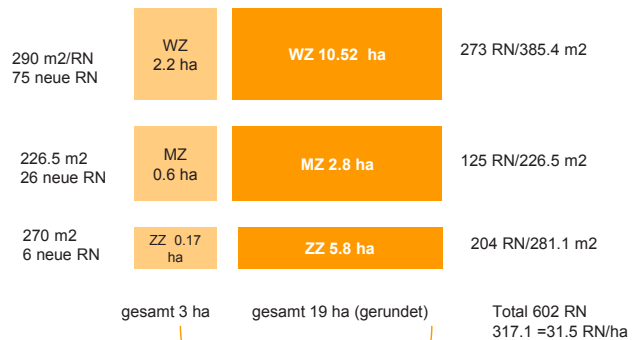 290 m2/RN
75 neue RN
WZ
2.2 ha
WZ 10.52 ha
273 RN/385.4 m2
226.5 m2
26 neue RN
MZ
0.6 ha
MZ 2.8 ha
125 RN/226.5 m2
270 m2
6 neue RN
ZZ 0.17
ha
ZZ 5.8 ha
204 RN/281.1 m2
gesamt 3 ha
gesamt 19 ha (gerundet)
Total 602 RN
317.1 =31.5 RN/ha